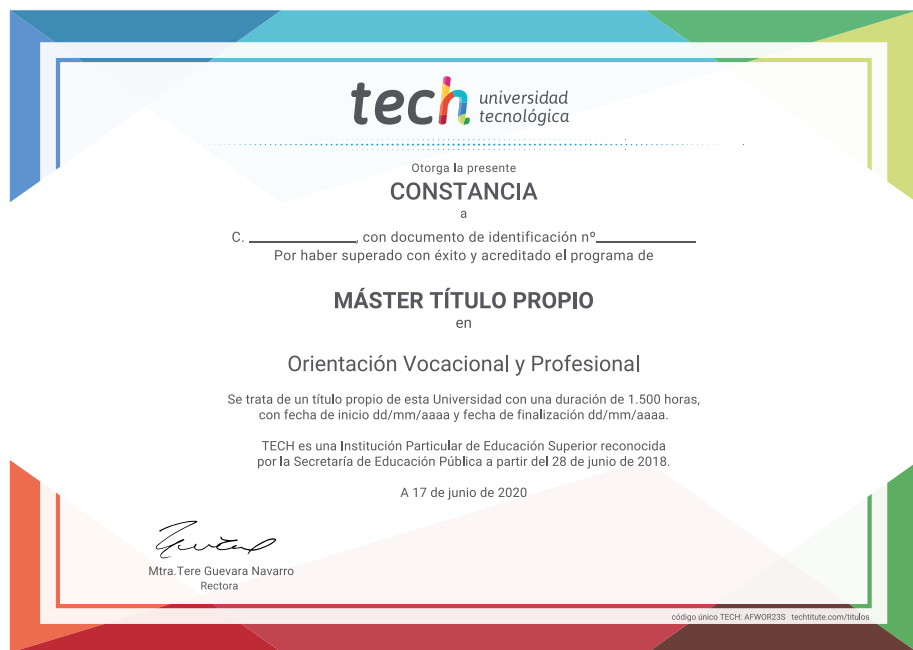 tech universidad
tecnológica
Otorga la presente
CONSTANCIA
a
C. ____________, con documento de identificación nº____________
Por haber superado con éxito y acreditado el programa de
MÁSTER TÍTULO PROPIO
en
Orientación Vocacional y Profesional
Se trata de un título propio de esta Universidad con una duración de 1.500 horas,
con fecha de inicio dd/mm/aaaa y fecha de finalización dd/mm/aaaa.
TECH es una Institución Particular de Educación Superior reconocida
por la Secretaría de Educación Pública a partir del 28 de junio de 2018.
A 17 de junio de 2020
Mtra.Tere Guevara Navarro
Rectora
código único TECH: AFWOR23S techtitute.com/titulos